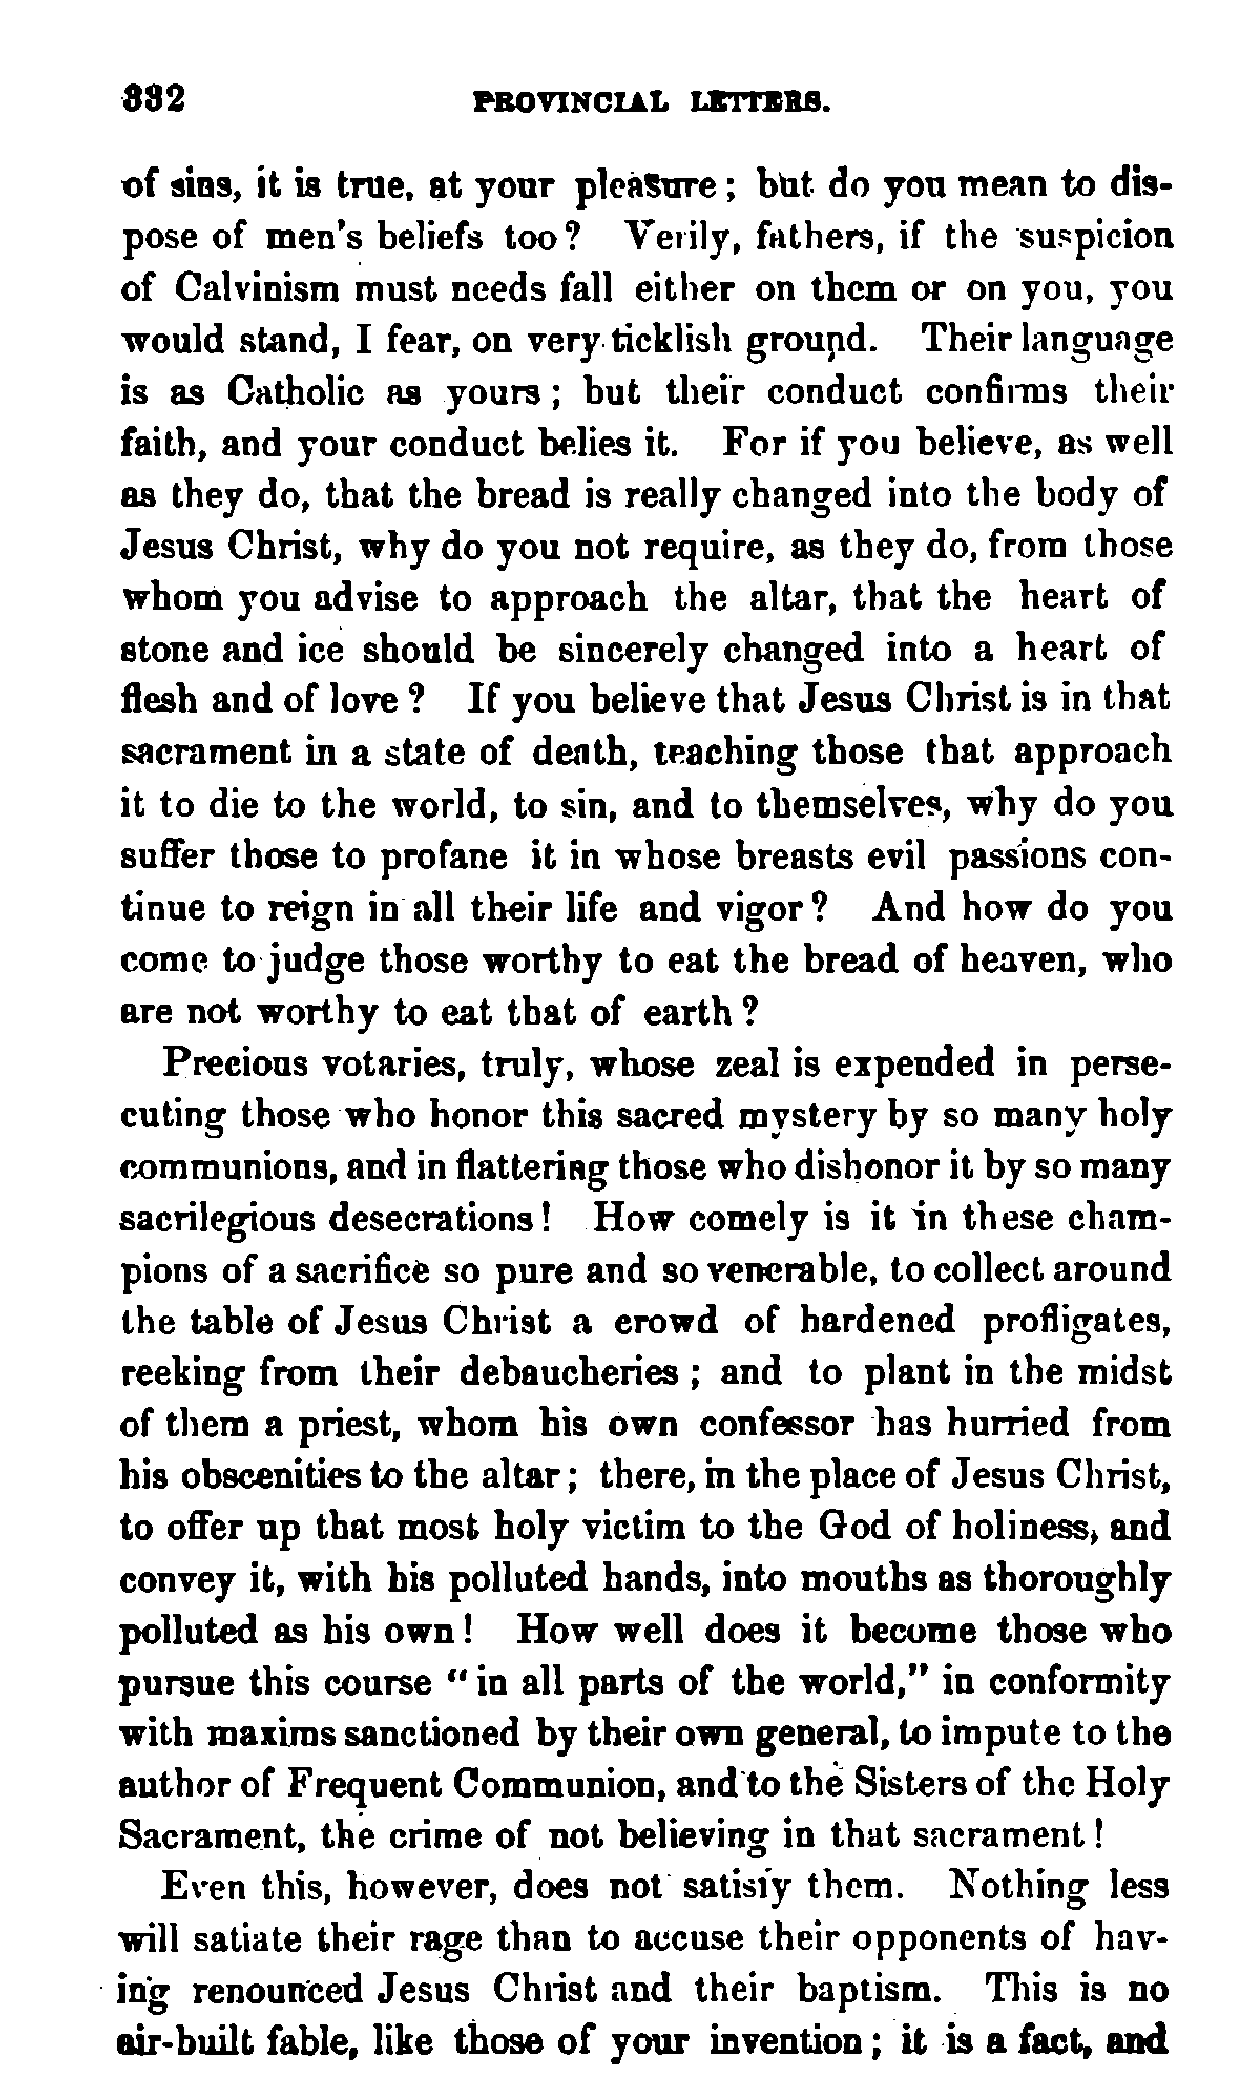 332 PROVINCIAL LETTERS.
of sins, it is true, at your pleasure; but do you mean to dis-
pose of men's beliefs too? Verily, fathers, if the suspicion
of Calvinism must needs fall either on them or on you, you
would stand, I fear, on very ticklish ground. Their language
is as Catholic as yours; but their conduct confirms their
faith, and your conduct belies it. For if you believe, as well
as they do, that the bread is really changed into the body of
Jesus Christ, why do you not require, as they do, from those
whom you advise to approach the altar, that the heart of
stone and ice should be sincerely changed into a heart of
flesh and of love? If you believe that Jesus Christ is in that
sacrament in a state of death, teaching those that approach
it to die to the world, to sin, and to themselves, why do you
suffer those to profane it in whose breasts evil passions con-
tinue to reign in all their life and vigor? And how do you
come to judge those worthy to eat the bread of heaven, who
are not worthy to eat that of earth?
Precious votaries, truly, whose zeal is expended in perse-
cuting those who honor this sacred mystery by so many holy
communions, and in flattering those who dishonor it by so many
sacrilegious desecrations! How comely is it in these cham-
pions of a sacrifice so pure and so venerable, to collect around
the table of Jesus Christ a crowd of hardened profligates,
reeking from their debaucheries; and to plant in the midst
of them a priest, whom his own confessor has hurried from
his obscenities to the altar; there, in the place of Jesus Christ,
to offer up that most holy victim to the God of holiness, and
convey it, with his polluted hands, into mouths as thoroughly
polluted as his own! How well does it become those who
pursue this course "in all parts of the world," in conformity
with maxims sanctioned by their own general, to impute to the
author of Frequent Communion, and to the Sisters of the Holy
Sacrament, the crime of not believing in that sacrament!
Even this, however, does not satisfy them. Nothing less
will satiate their rage than to accuse their opponents of hav-
ing renounced Jesus Christ and their baptism. This is no
air-built fable, like those of your invention; it is a fact, and